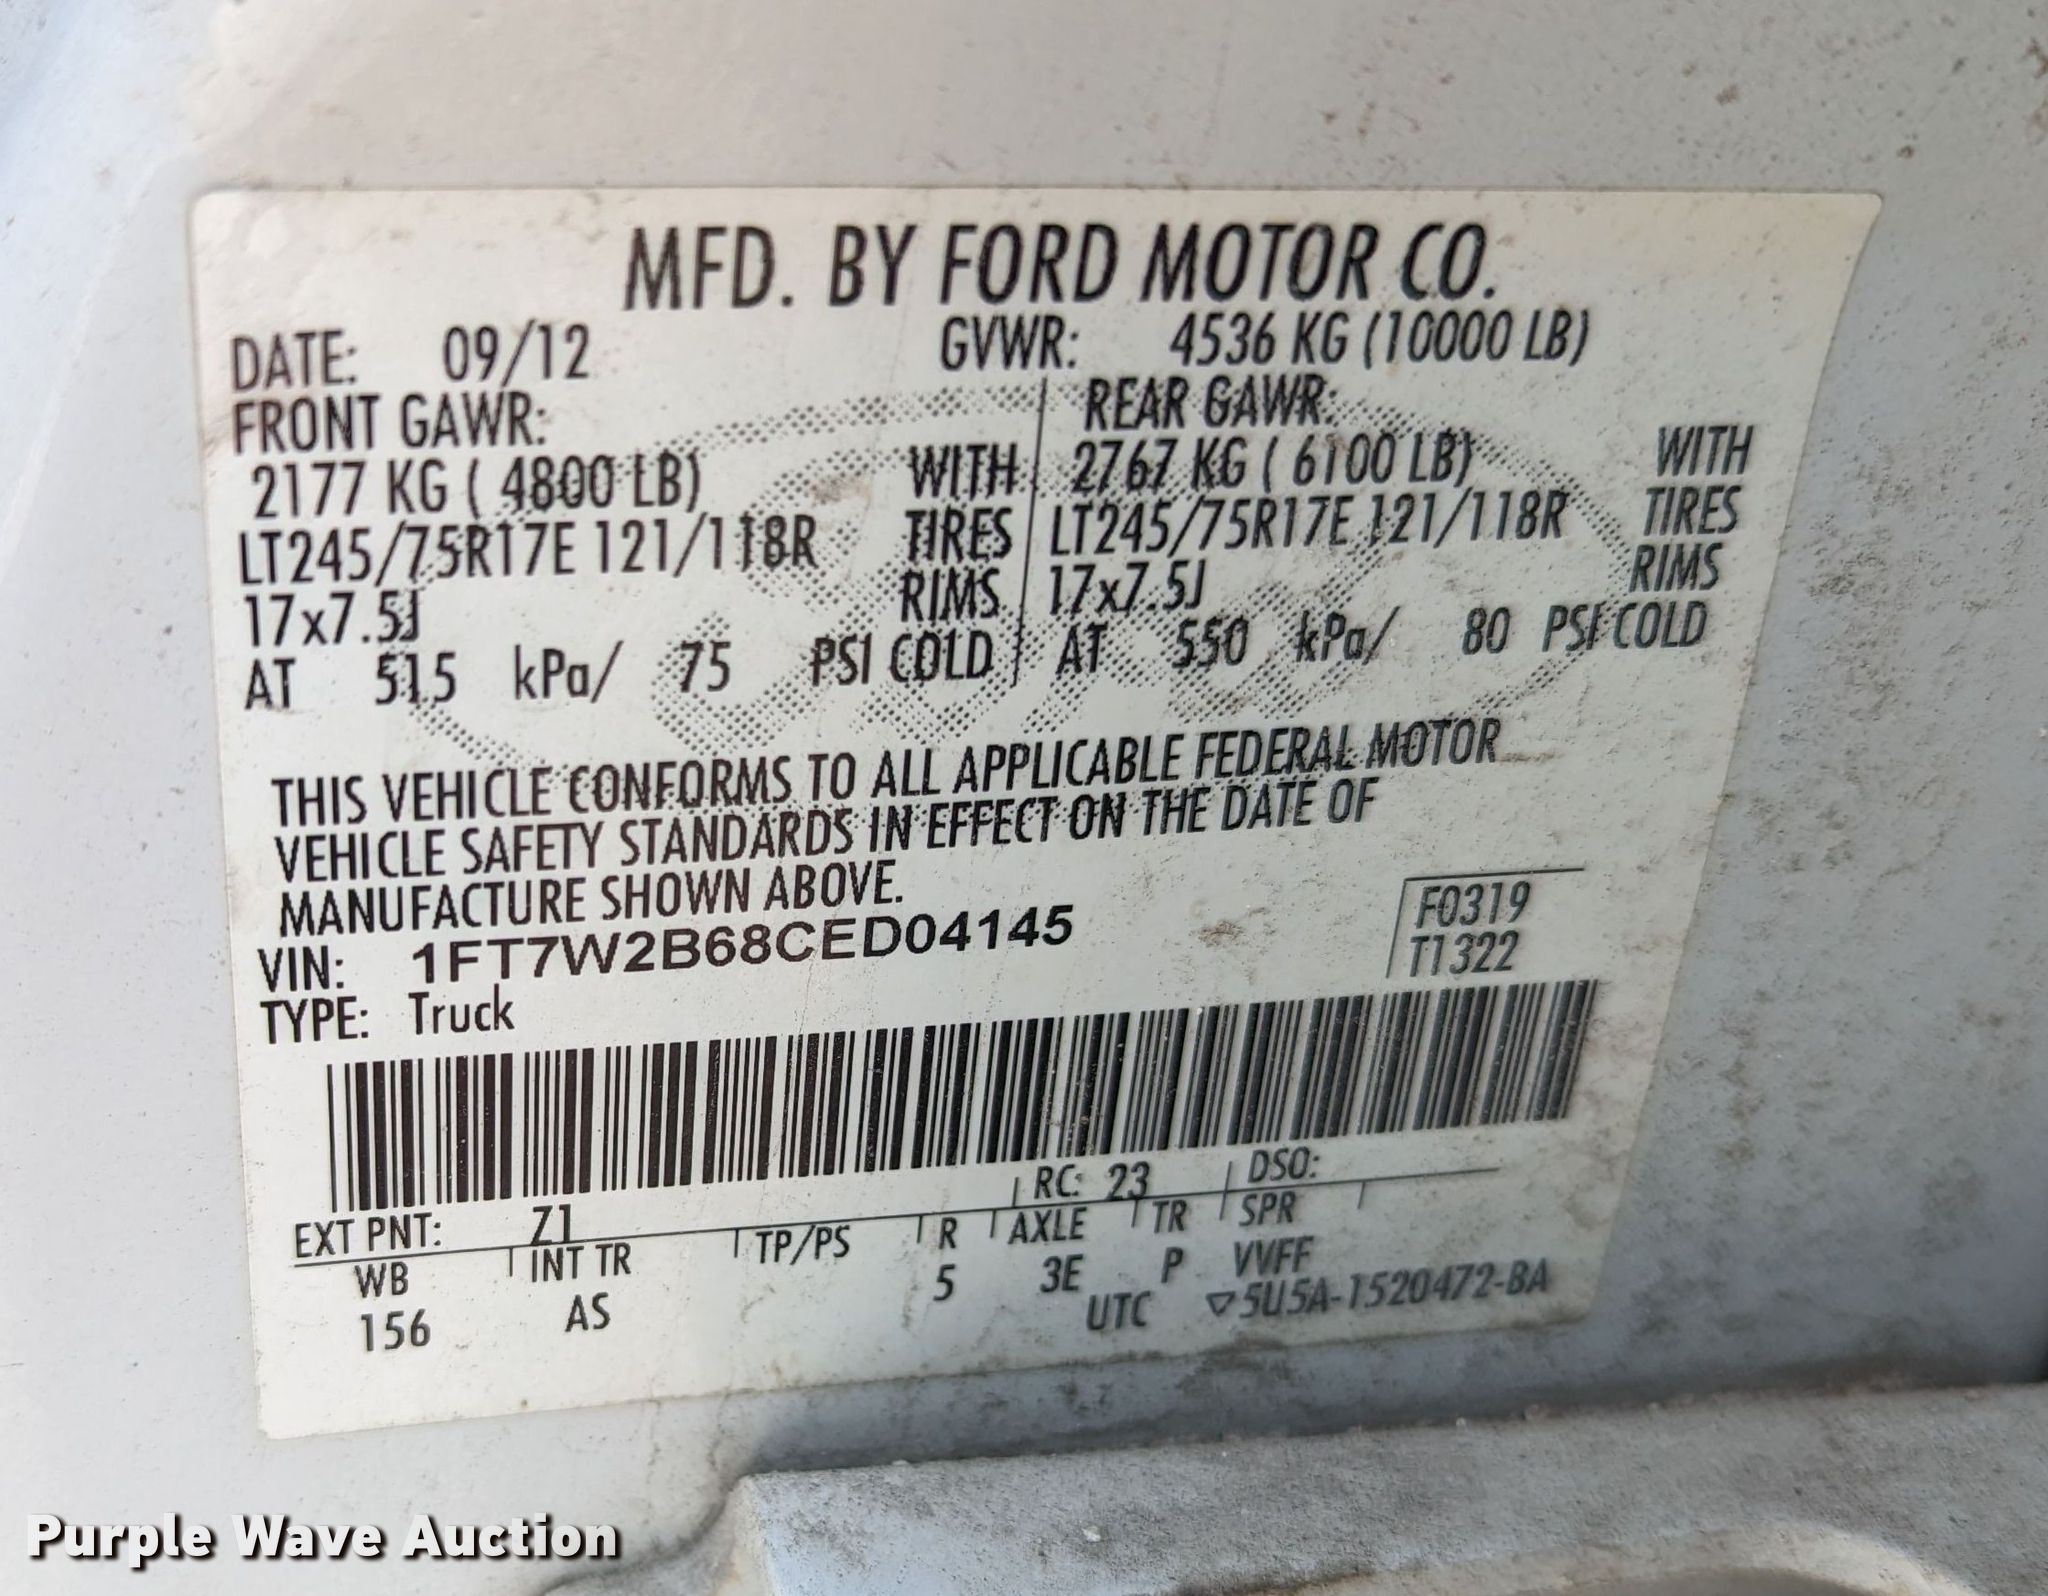 MFD. BY FORD MOTOR CO.
DATE: 09/12 GVWR: 4536 KG (10000 LB)
FRONT GAWR: REAR GAWR:
2177 KG ( 4800 LB) WITH 2767 KG ( 6100 LB) WITH
LT245/75R17E 121/118R TIRES LT245/75R17E 121/118R TIRES
17x7.5J RIMS 17x7.5J RIMS
AT 515 kPa/ 75 PSI COLD AT 550 kPa/ 80 PSI COLD
THIS VEHICLE CONFORMS TO ALL APPLICABLE FEDERAL MOTOR
VEHICLE SAFETY STANDARDS IN EFFECT ON THE DATE OF
MANUFACTURE SHOWN ABOVE.
VIN: 1FT7W2B68CED04145
F0319
T1322
TYPE: Truck
EXT PNT: Z1 RC: 23 DSO:
WB INT TR TP/PS R AXLE TR SPR
156 AS 5 3E P VVFF
UTC ▽5U5A-1520472-BA
Purple Wave Auction